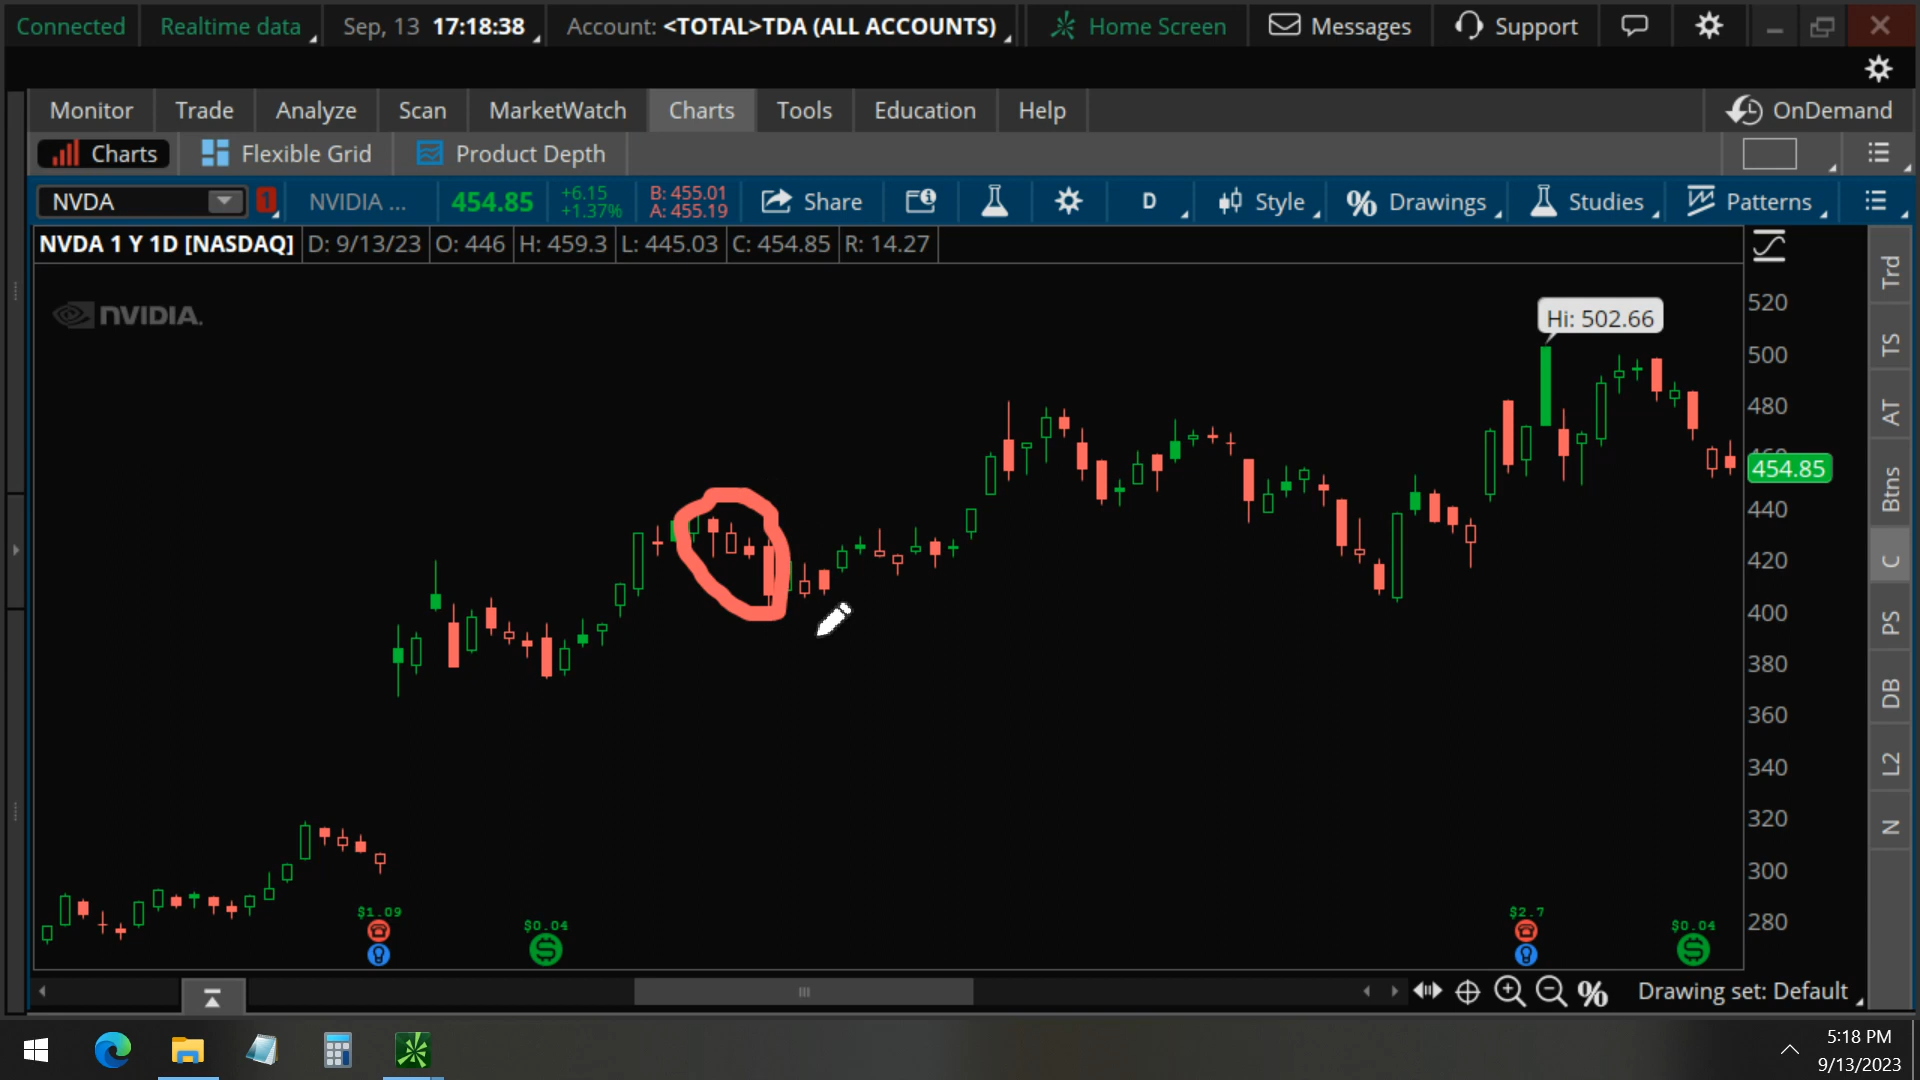 Connected Realtime data Sep, 13 17:18:38 Account: <TOTAL>TDA (ALL ACCOUNTS) Home Screen Messages Support
Monitor Trade Analyze Scan MarketWatch Charts Tools Education Help OnDemand
Charts Flexible Grid Product Depth
NVDA 1 NVIDIA ... 454.85 +6.15 +1.37% B: 455.01 A: 455.19 Share D Style Drawings Studies Patterns
NVDA 1 Y 1D [NASDAQ] D: 9/13/23 O: 446 H: 459.3 L: 445.03 C: 454.85 R: 14.27
NVIDIA.
Hi: 502.66
520
500
480
460
454.85
440
420
400
380
360
340
320
300
280
$1.09
$0.04
$2.7
$0.04
Trd
TS
AT
Btns
C
PS
DB
L2
N
Drawing set: Default
5:18 PM
9/13/2023